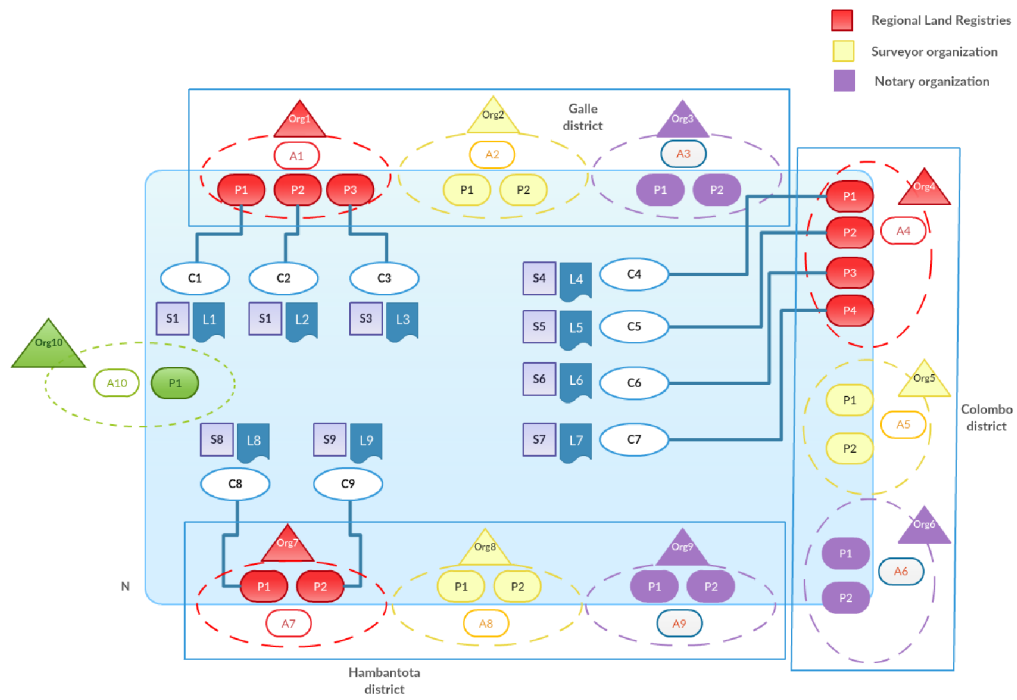 Regional Land Registries
Surveyor organization
Notary organization
Galle
district
Org1
Org2
Org3
A1
A2
A3
P1
P2
P3
P1
P2
P1
P2
Org4
P1
P2
A4
P3
P4
C1
C2
C3
S1
L1
S1
L2
S3
L3
S4
L4
C4
S5
L5
C5
S6
L6
C6
S7
L7
C7
Org10
A10
P1
Org5
P1
A5
P2
Colombo
district
S8
L8
S9
L9
C8
C9
Org6
P1
A6
P2
Org7
Org8
Org9
P1
P2
P1
P2
P1
P2
N
A7
A8
A9
Hambantota
district